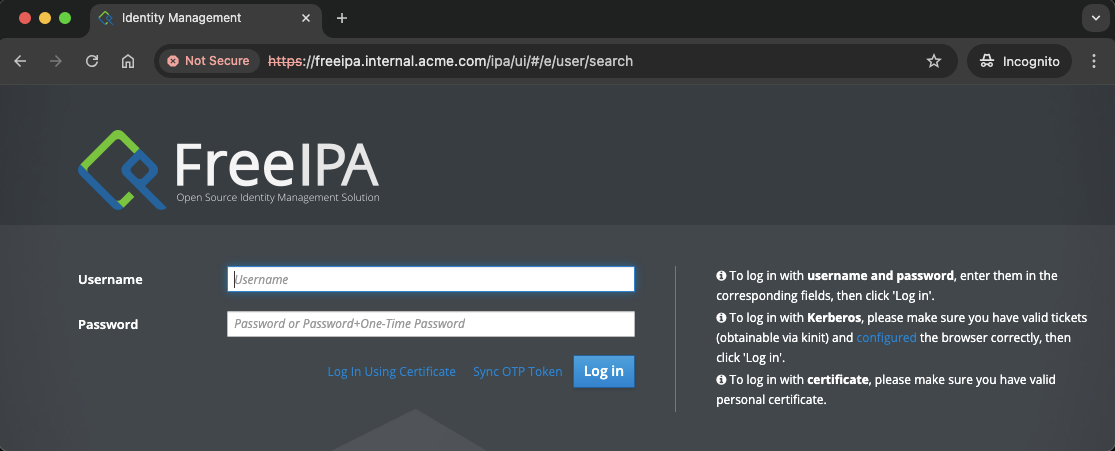 Identity Management
Not Secure https://freeipa.internal.acme.com/ipa/ui/#/e/user/search Incognito
FreeIPA
Open Source Identity Management Solution
Username
Username
Password
Password or Password+One-Time Password
Log In Using Certificate Sync OTP Token Log in
To log in with username and password, enter them in the
corresponding fields, then click 'Log in'.
To log in with Kerberos, please make sure you have valid tickets
(obtainable via kinit) and configured the browser correctly, then
click 'Log in'.
To log in with certificate, please make sure you have valid
personal certificate.